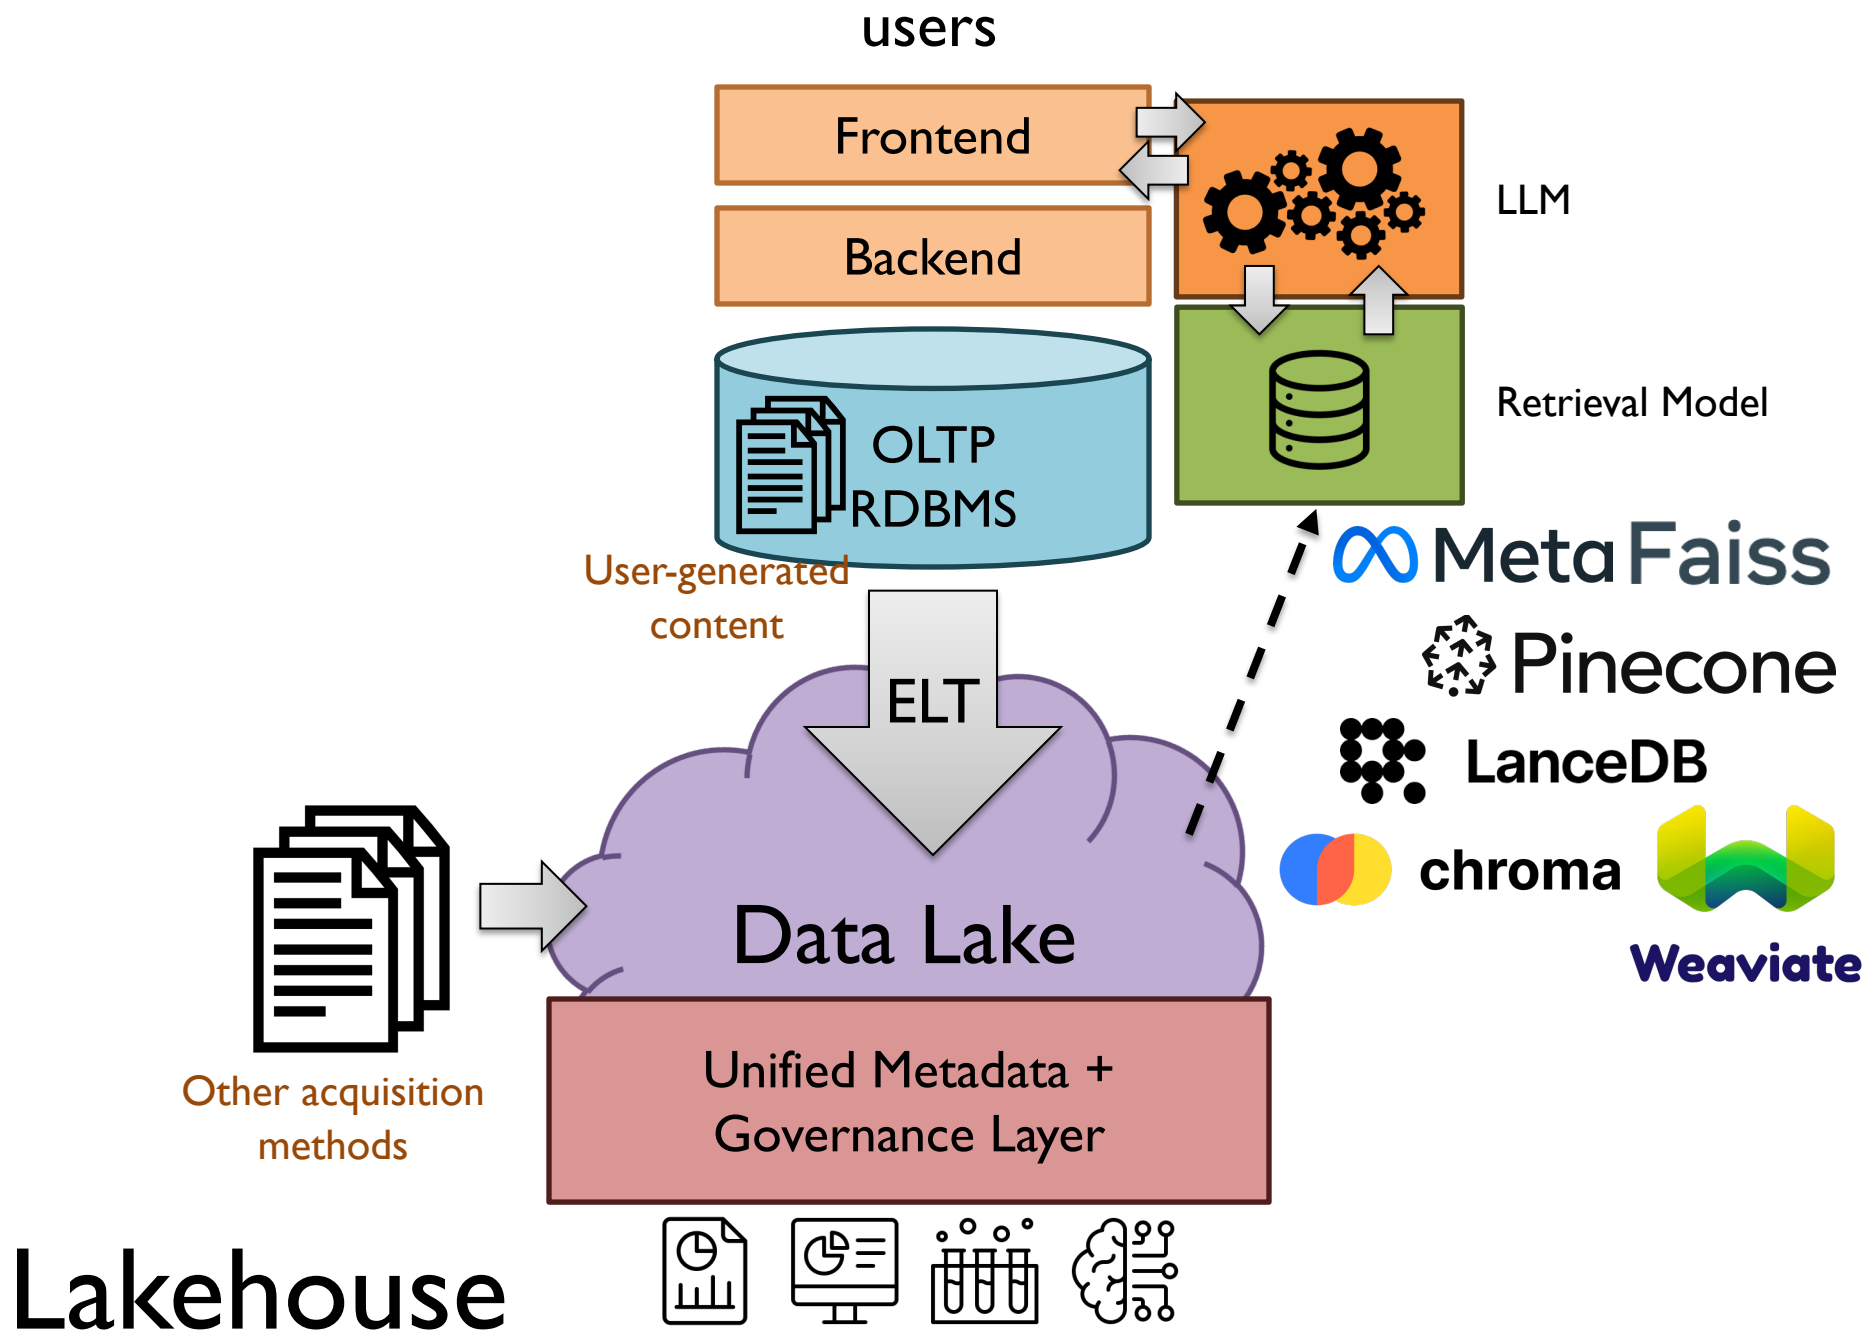 users
Frontend
Backend
LLM
OLTP
RDBMS
Retrieval Model
User-generated
content
ELT
Meta Faiss
Pinecone
LanceDB
chroma
Weaviate
Data Lake
Other acquisition
methods
Unified Metadata +
Governance Layer
Lakehouse